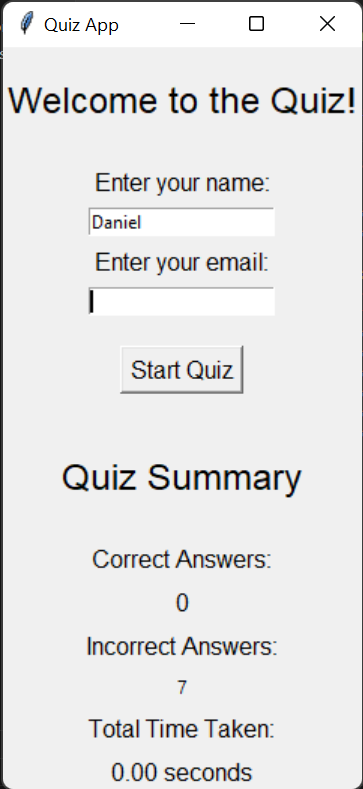 Quiz App
Welcome to the Quiz!
Enter your name:
Daniel
Enter your email:
Start Quiz
Quiz Summary
Correct Answers:
0
Incorrect Answers:
7
Total Time Taken:
0.00 seconds